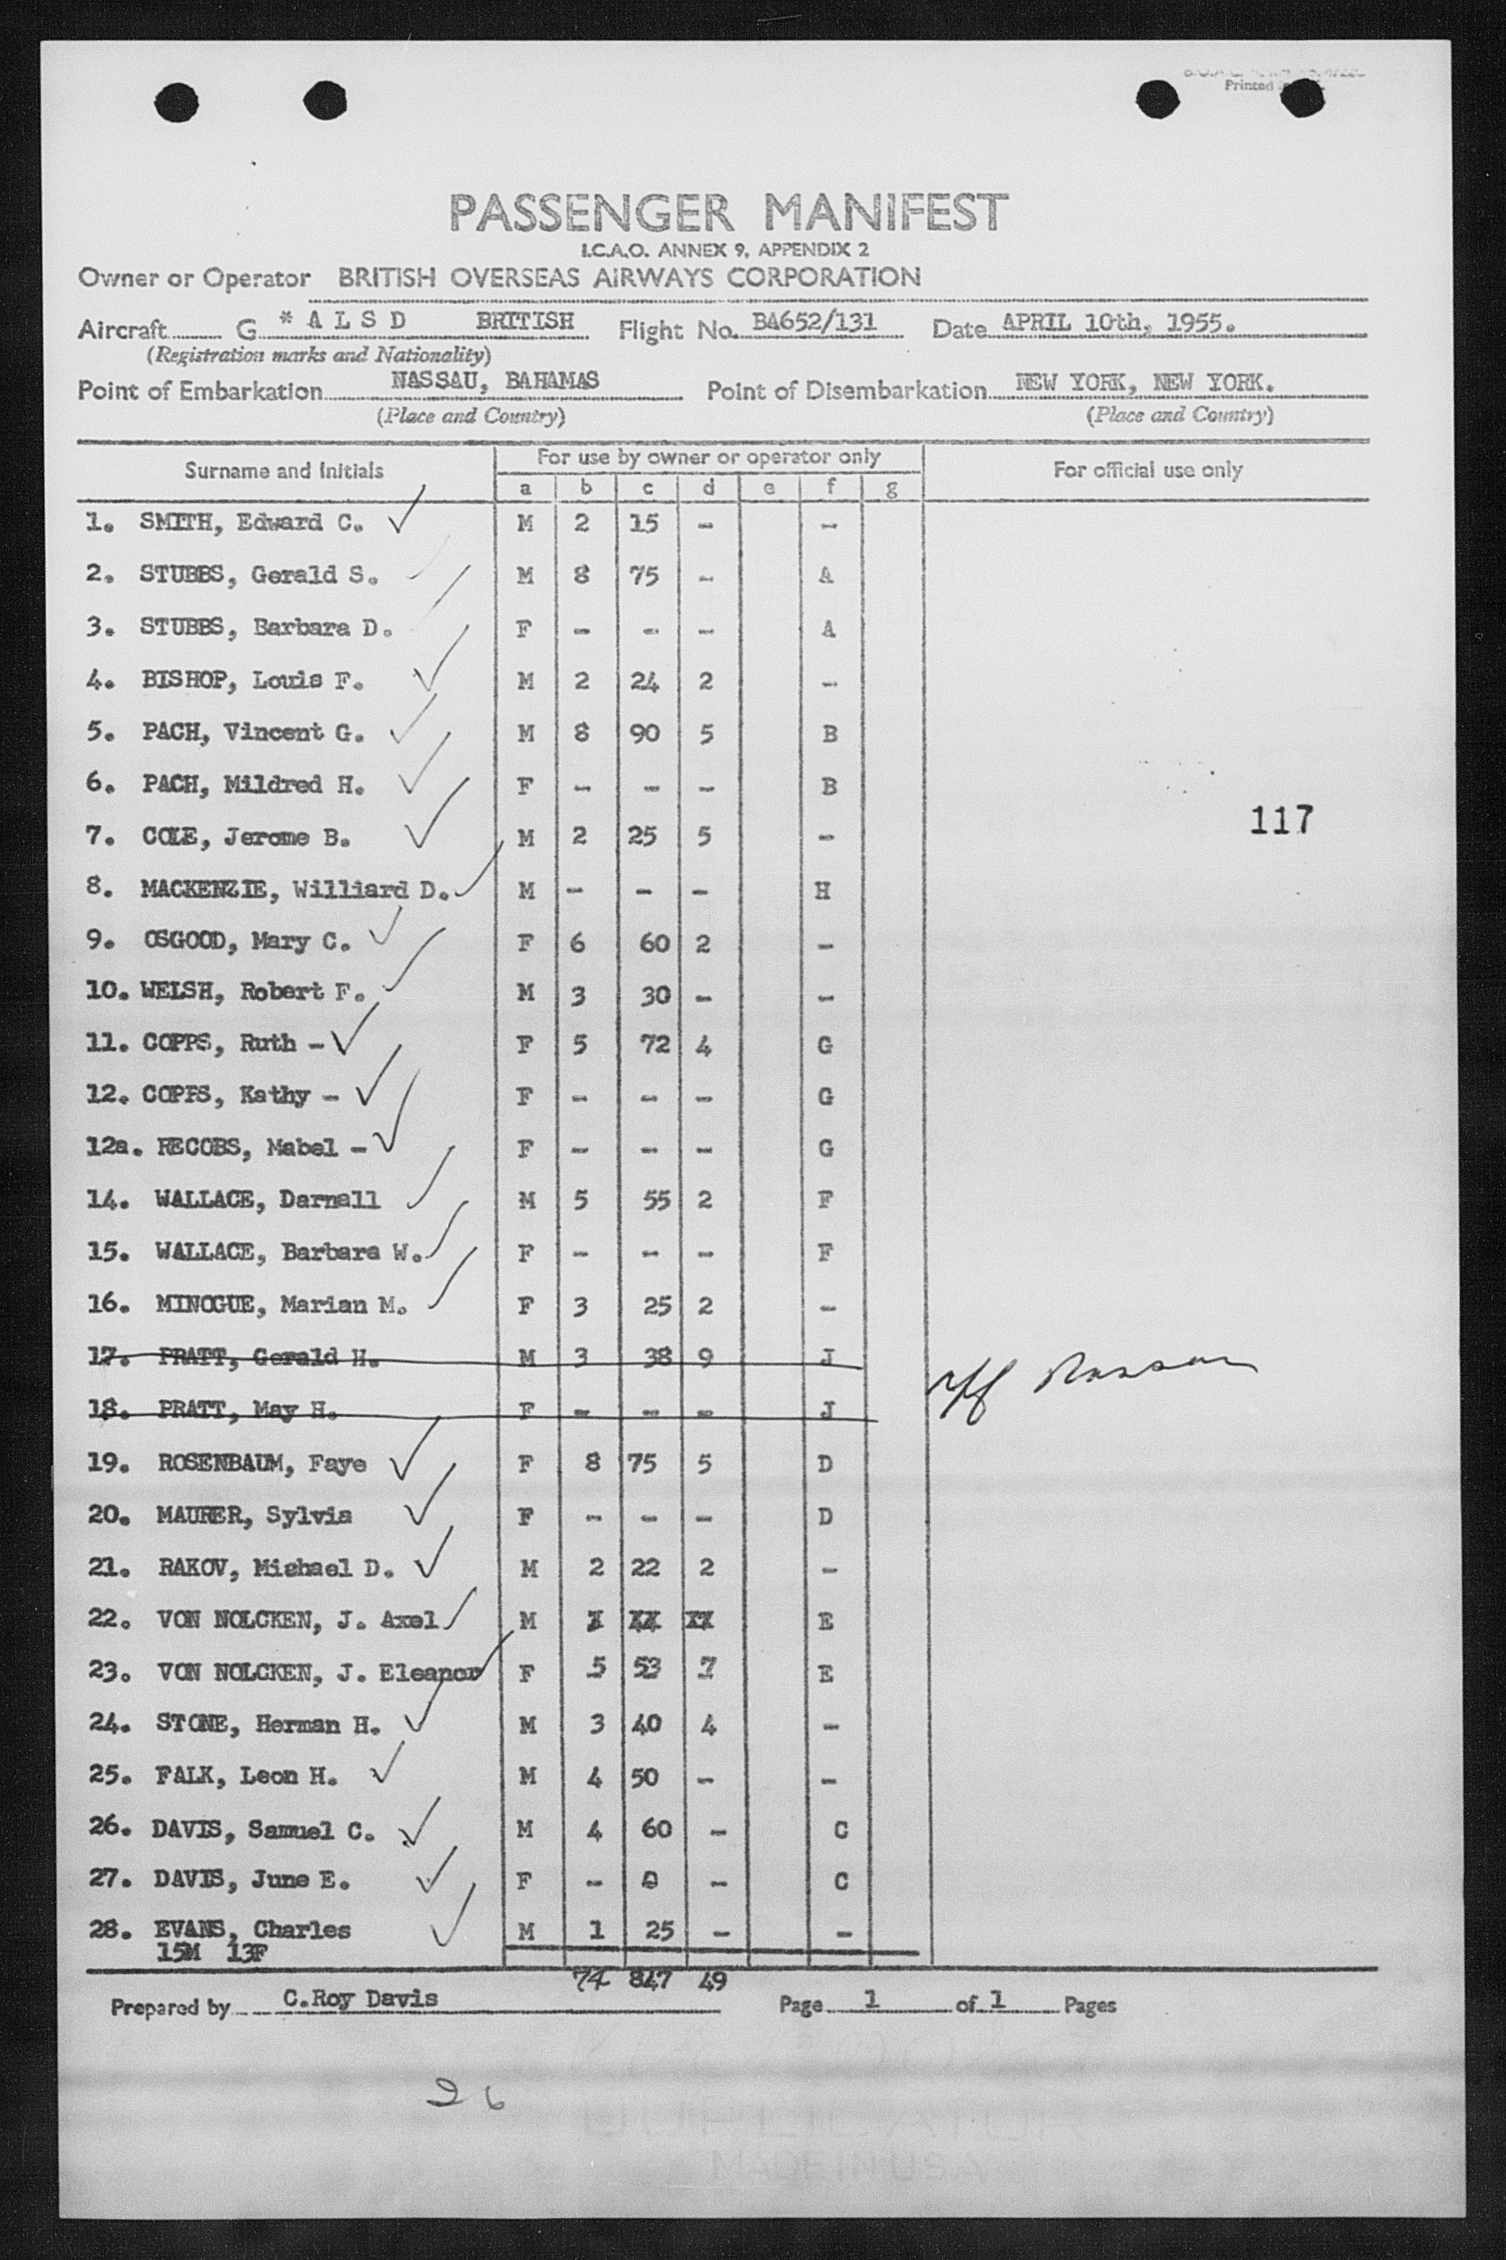 Printed
PASSENGER MANIFEST
I.C.A.O. ANNEX 9, APPENDIX 2
Owner or Operator BRITISH OVERSEAS AIRWAYS CORPORATION
Aircraft G * A L S D BRITISH Flight No. BA652/131 Date APRIL 10th, 1955.
(Registration marks and Nationality)
Point of Embarkation NASSAU, BAHAMAS Point of Disembarkation NEW YORK, NEW YORK.
(Place and Country) (Place and Country)
Surname and Initials For use by owner or operator only For official use only
a b c d e f g
1. SMITH, Edward C. M 2 15 - -
2. STUBBS, Gerald S. M 8 75 - A
3. STUBBS, Barbara D. F - - - A
4. BISHOP, Louis F. M 2 24 2 -
5. PACH, Vincent G. M 8 90 5 B
6. PACH, Mildred H. F - - - B
117
7. COLE, Jerome B. M 2 25 5 -
8. MACKENZIE, Williard D. M - - - H
9. OSGOOD, Mary C. F 6 60 2 -
10. WELSH, Robert F. M 3 30 - -
11. COPPS, Ruth - F 5 72 4 G
12. COPPS, Kathy - F - - - G
12a. RECOBS, Mabel - F - - - G
14. WALLACE, Darnall M 5 55 2 F
15. WALLACE, Barbara W. F - - - F
16. MINOGUE, Marian M. F 3 25 2 -
17. PRATT, Gerald H. M 3 38 9 J off Nassau
18. PRATT, May H. F - - - J
19. ROSENBAUM, Faye F 8 75 5 D
20. MAURER, Sylvia F - - - D
21. RAKOV, Michael D. M 2 22 2 -
22. VON NOLCKEN, J. Axel M X XX XX E
23. VON NOLCKEN, J. Eleanor F 5 53 7 E
24. STONE, Herman H. M 3 40 4 -
25. FALK, Leon H. M 4 50 - -
26. DAVIS, Samuel C. M 4 60 - C
27. DAVIS, June E. F - - - C
28. EVANS, Charles M 1 25 - -
15M 13F
74 847 49
Prepared by C.Roy Davis Page 1 of 1 Pages
26
MADE IN USA